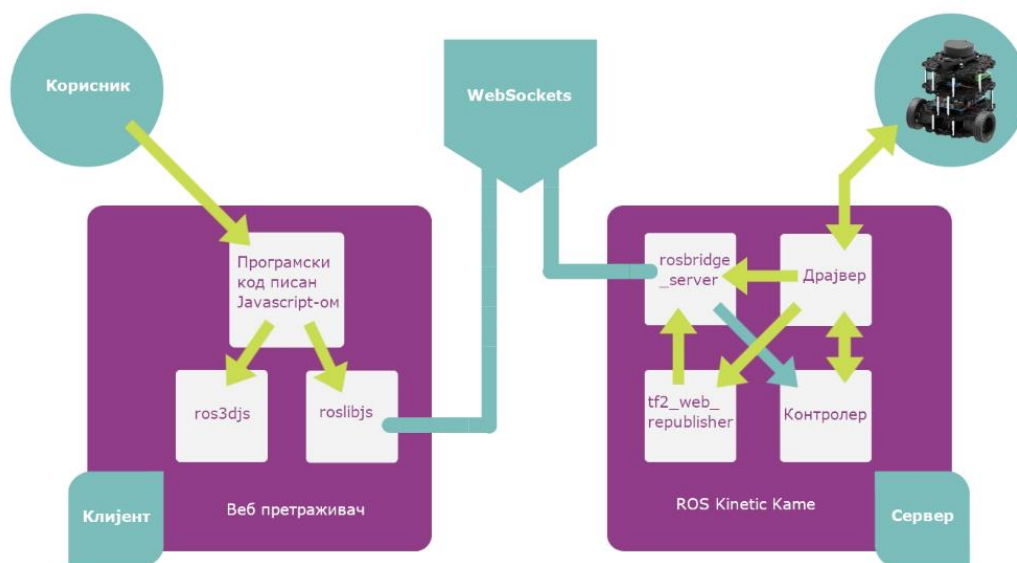 Корисник
WebSockets
Програмски
код писан
Javascript-ом
ros3djs
roslibjs
Клијент
Веб претраживач
rosbridge
_server
Драјвер
tf2_web_
republisher
Контролер
ROS Kinetic Kame
Сервер